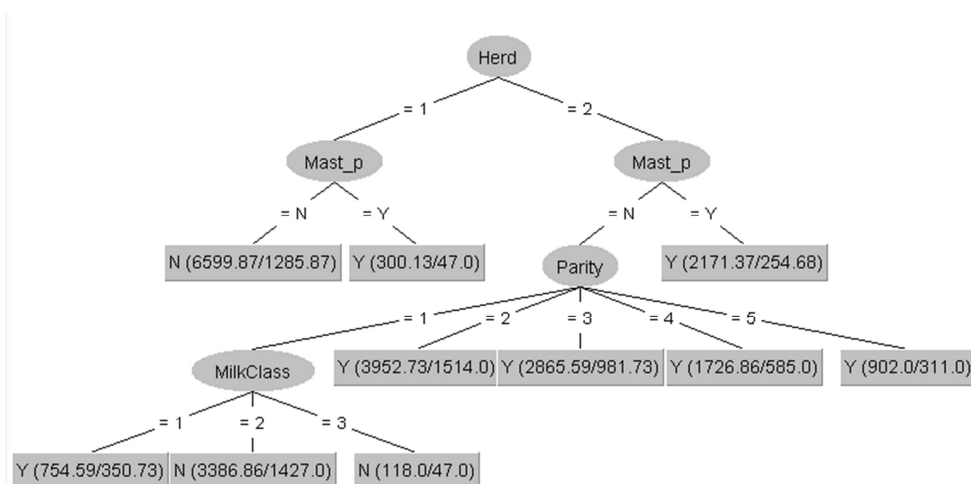 Herd
= 1 = 2
Mast_p Mast_p
= N = Y = N = Y
N (6599.87/1285.87) Y (300.13/47.0) Parity Y (2171.37/254.68)
= 1 = 2 = 3 = 4 = 5
MilkClass Y (3952.73/1514.0) Y (2865.59/981.73) Y (1726.86/585.0) Y (902.0/311.0)
= 1 = 2 = 3
Y (754.59/350.73) N (3386.86/1427.0) N (118.0/47.0)